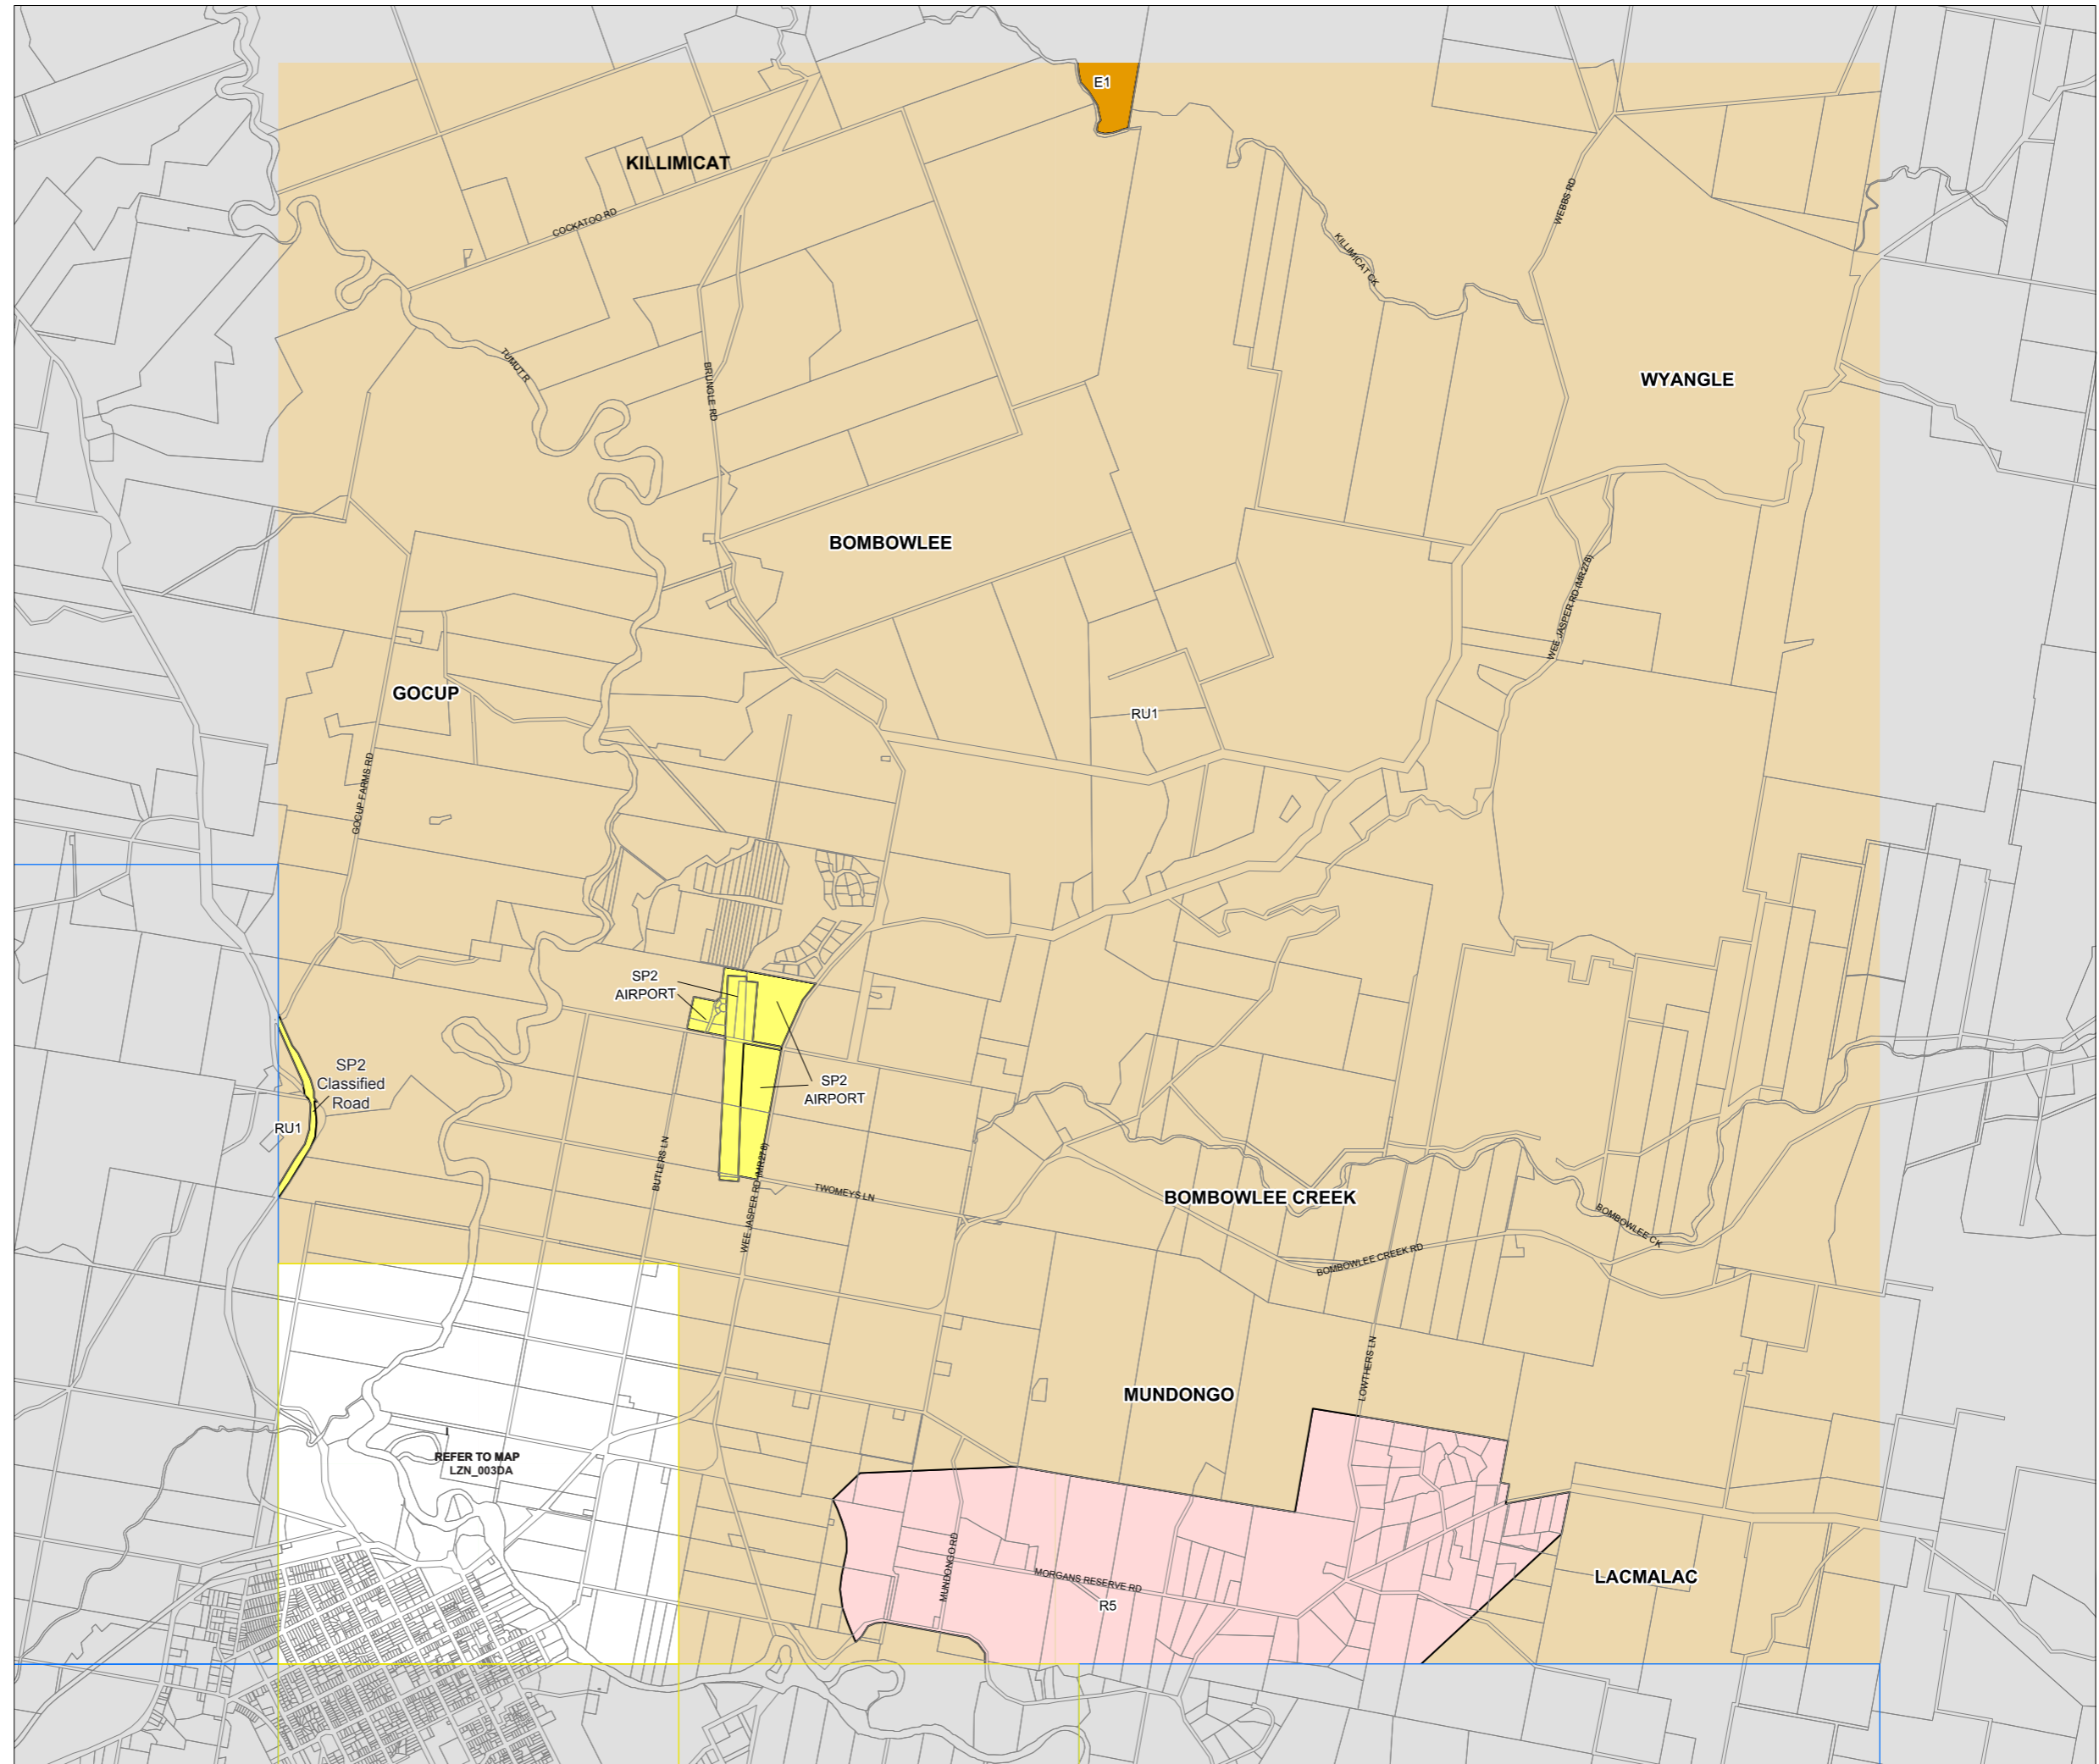 E1
KILLIMICAT
COCKATOO RD
WEBBS RD
KILLIMICAT CK
TUMUT R
BRUNGLE RD
WYANGLE
BOMBOWLEE
WEE JASPER RD (MR278)
GOCUP
RU1
GOCUP FARMS RD
SP2
AIRPORT
SP2
Classified
Road
SP2
AIRPORT
RU1
BUTLERS LN
WEE JASPER RD (MR278)
TWOMEYS LN
BOMBOWLEE CREEK
BOMBOWLEE CK
BOMBOWLEE CREEK RD
LOWTHERS LN
MUNDONGO
REFER TO MAP
LZN_003DA
MUNDONGO RD
MORGANS RESERVE RD
R5
LACMALAC